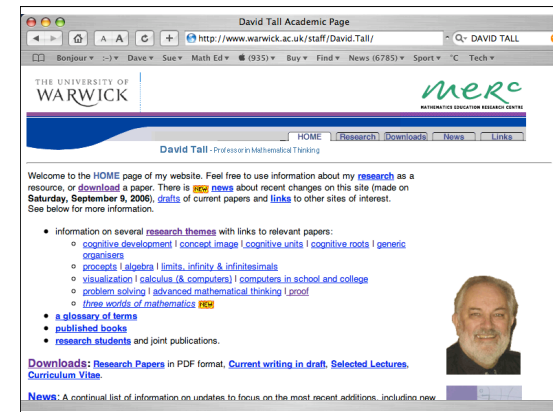 David Tall Academic Page
A A C + http://www.warwick.ac.uk/staff/David.Tall/ Q- DAVID TALL
Bonjour :-) Dave Sue Math Ed (935) Buy Find News (6785) Sport °C Tech
THE UNIVERSITY OF
WARWICK
merc
MATHEMATICS EDUCATION RESEARCH CENTRE
HOME Research Downloads News Links
David Tall - Professor in Mathematical Thinking
Welcome to the HOME page of my website. Feel free to use information about my research as a
resource, or download a paper. There is NEW news about recent changes on this site (made on
Saturday, September 9, 2006), drafts of current papers and links to other sites of interest.
See below for more information.
• information on several research themes with links to relevant papers:
cognitive development | concept image | cognitive units | cognitive roots | generic
organisers
procepts | algebra | limits, infinity & infinitesimals
visualization | calculus (& computers) | computers in school and college
problem solving | advanced mathematical thinking | proof
three worlds of mathematics NEW
• a glossary of terms
• published books
• research students and joint publications.
Downloads: Research Papers in PDF format, Current writing in draft, Selected Lectures,
Curriculum Vitae.
News: A continual list of information on updates to focus on the most recent additions, including new